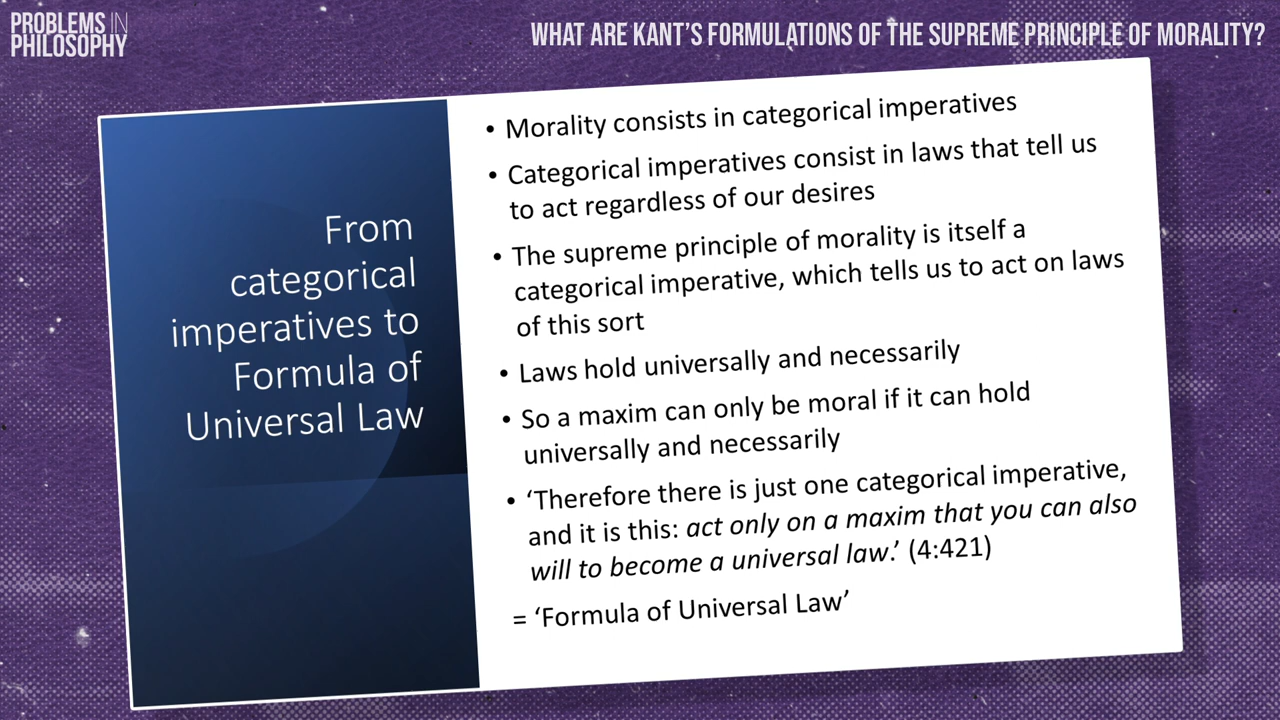 PROBLEMS IN
PHILOSOPHY
WHAT ARE KANT'S FORMULATIONS OF THE SUPREME PRINCIPLE OF MORALITY?
From
categorical
imperatives to
Formula of
Universal Law
• Morality consists in categorical imperatives
• Categorical imperatives consist in laws that tell us
to act regardless of our desires
• The supreme principle of morality is itself a
categorical imperative, which tells us to act on laws
of this sort
• Laws hold universally and necessarily
• So a maxim can only be moral if it can hold
universally and necessarily
• ‘Therefore there is just one categorical imperative,
and it is this: act only on a maxim that you can also
will to become a universal law.’ (4:421)
= ‘Formula of Universal Law’